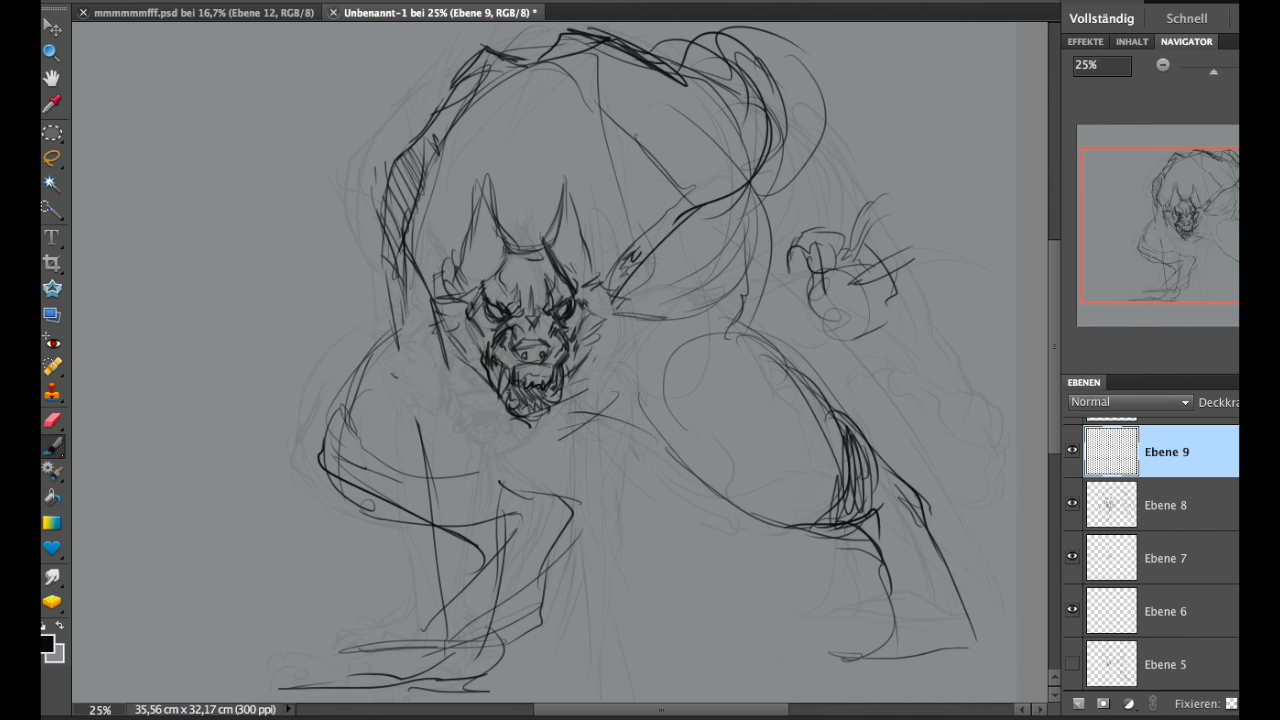 mmmmmmfff.psd bei 16,7% (Ebene 12, RGB/8)
Unbenannt-1 bei 25% (Ebene 9, RGB/8) *
Vollständig
Schnell
EFFEKTE
INHALT
NAVIGATOR
25%
EBENEN
Normal
Deckkra
Ebene 9
Ebene 8
Ebene 7
Ebene 6
Ebene 5
Fixieren:
25%
35,56 cm x 32,17 cm (300 ppi)